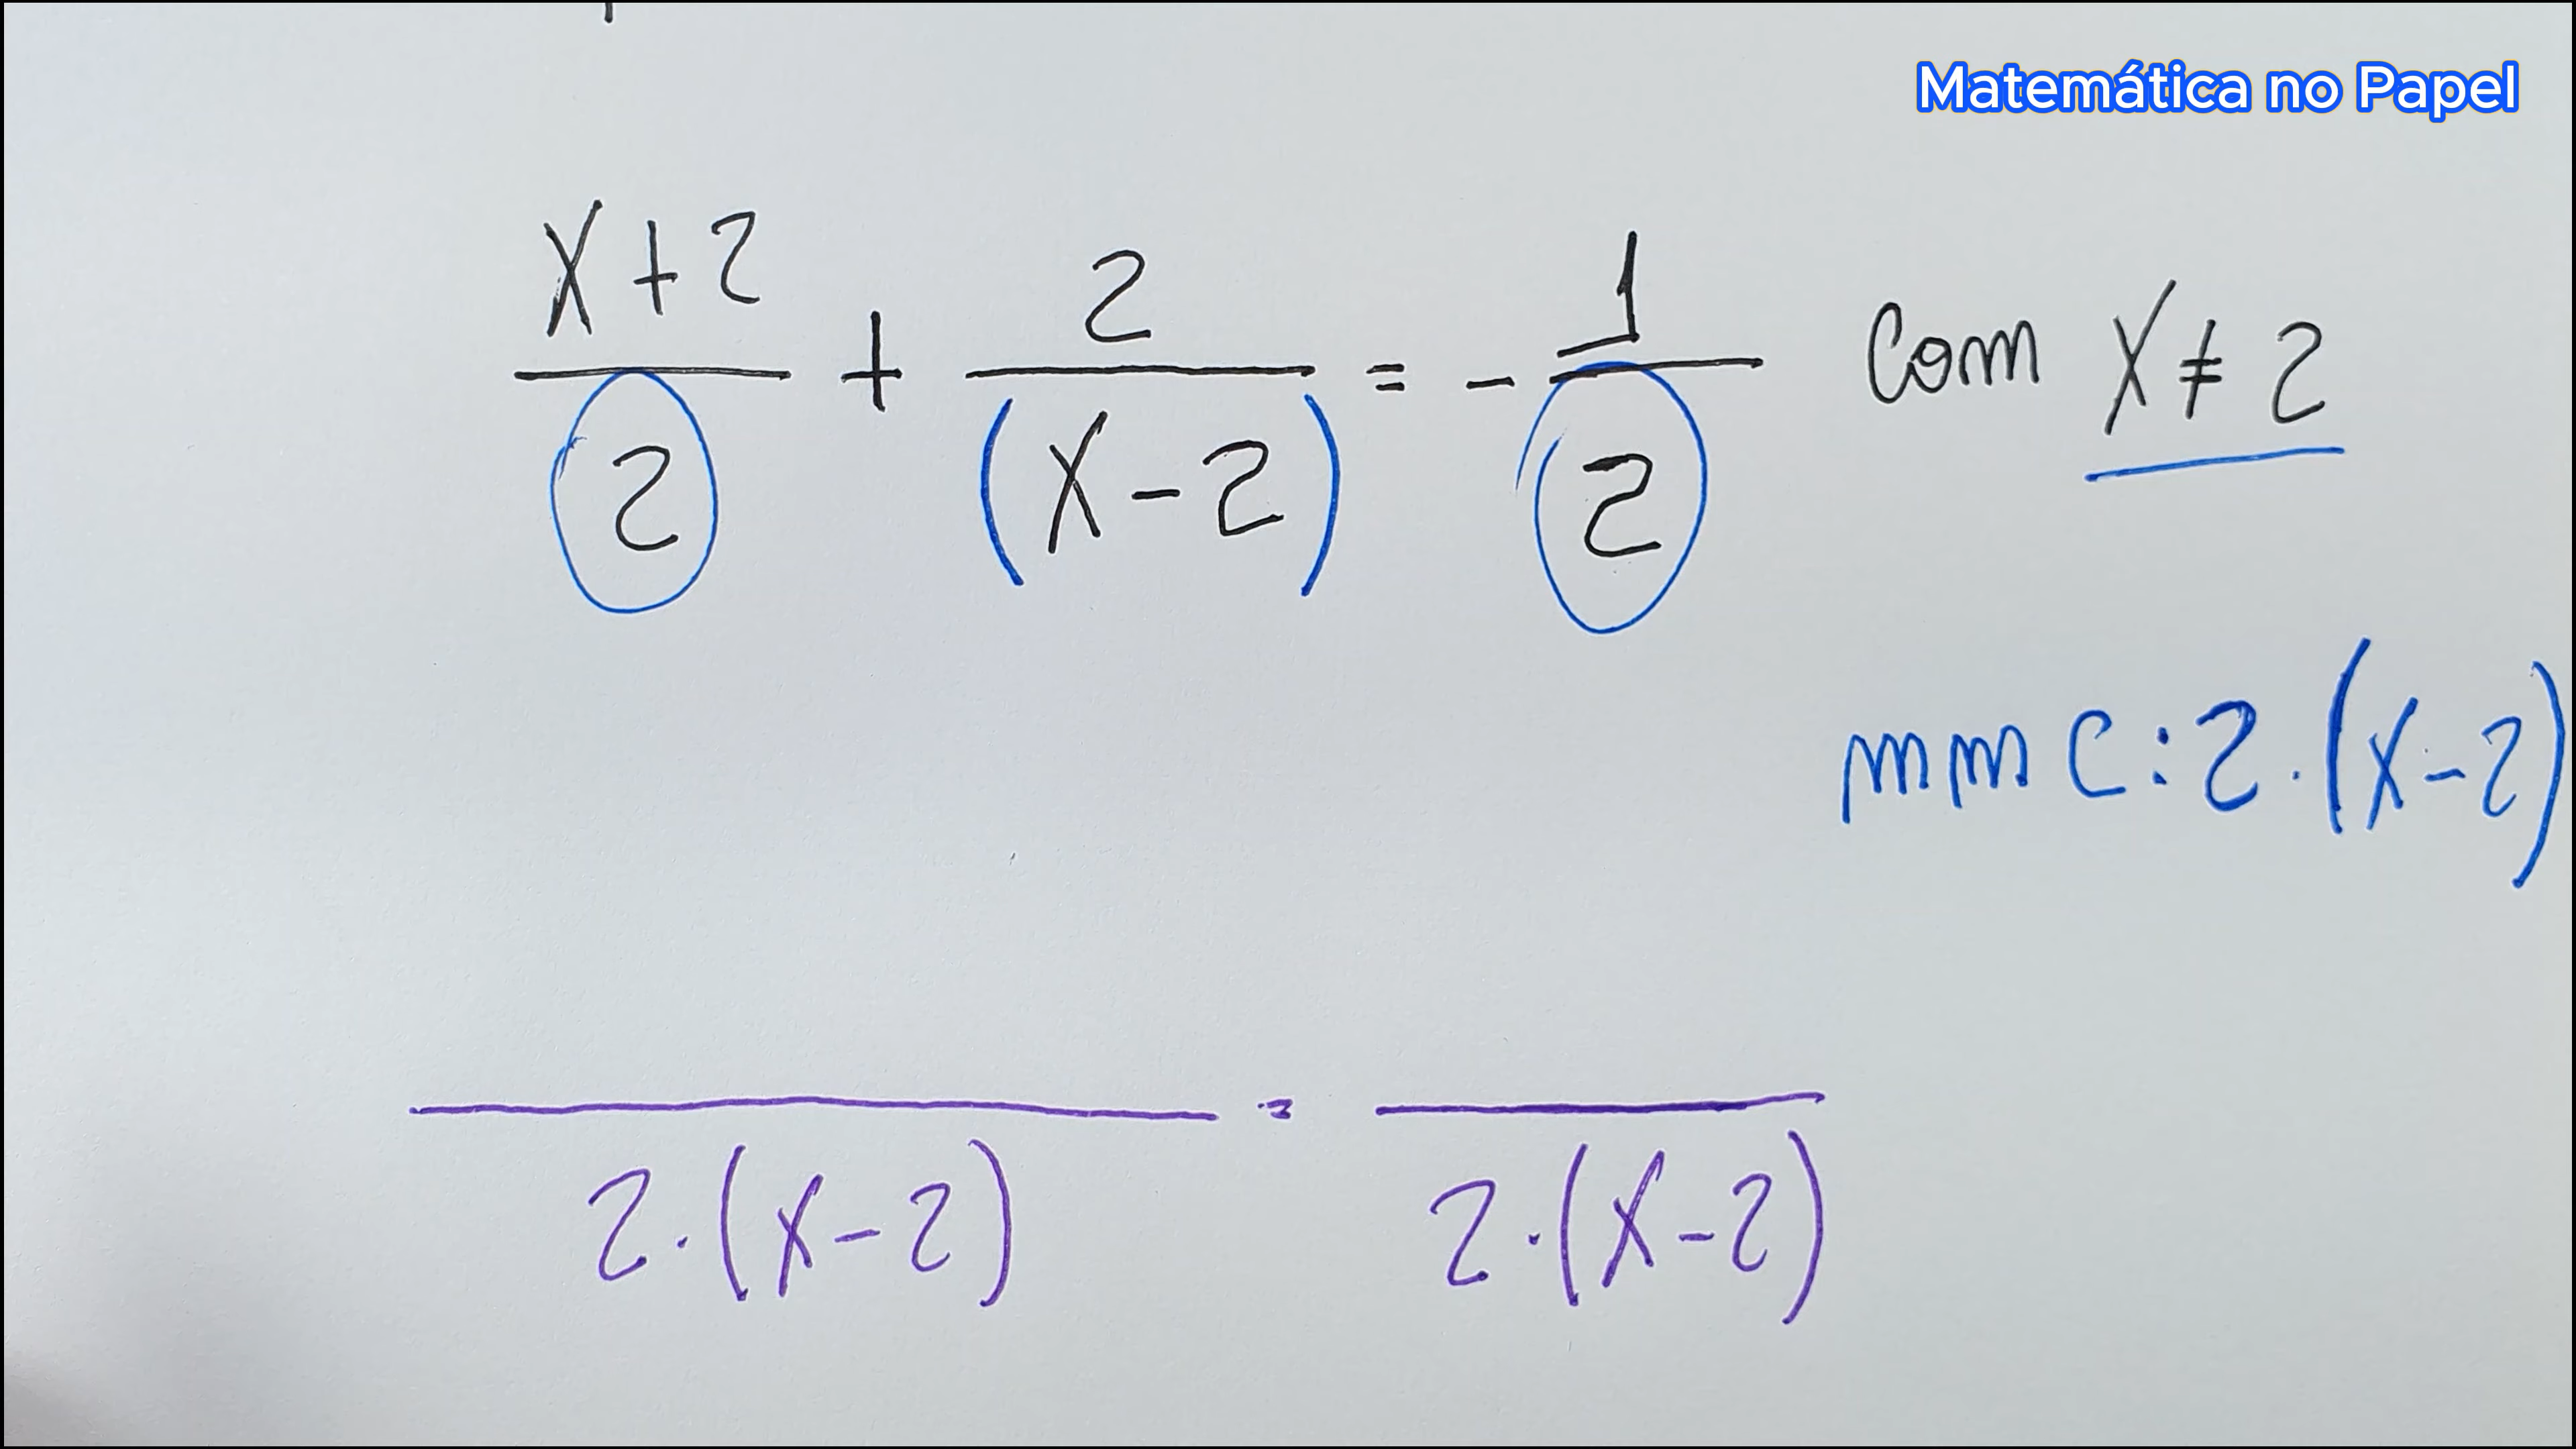 Matemática no Papel
x+2/2 + 2/(x-2) = -1/2 com x ≠ 2
mmc: 2.(x-2)
/2.(x-2) = /2.(x-2)